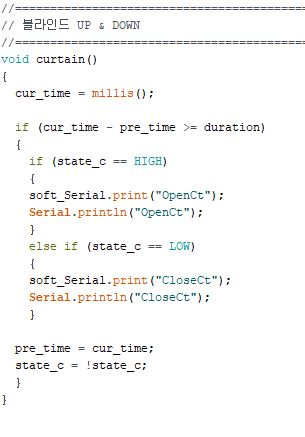 //==========================================
// 블라인드 UP & DOWN
//==========================================
void curtain()
{
  cur_time = millis();

  if (cur_time - pre_time >= duration)
  {
    if (state_c == HIGH)
    {
    soft_Serial.print("OpenCt");
    Serial.println("OpenCt");
    }
    else if (state_c == LOW)
    {
    soft_Serial.print("CloseCt");
    Serial.println("CloseCt");
    }

  pre_time = cur_time;
  state_c = !state_c;
  }
}